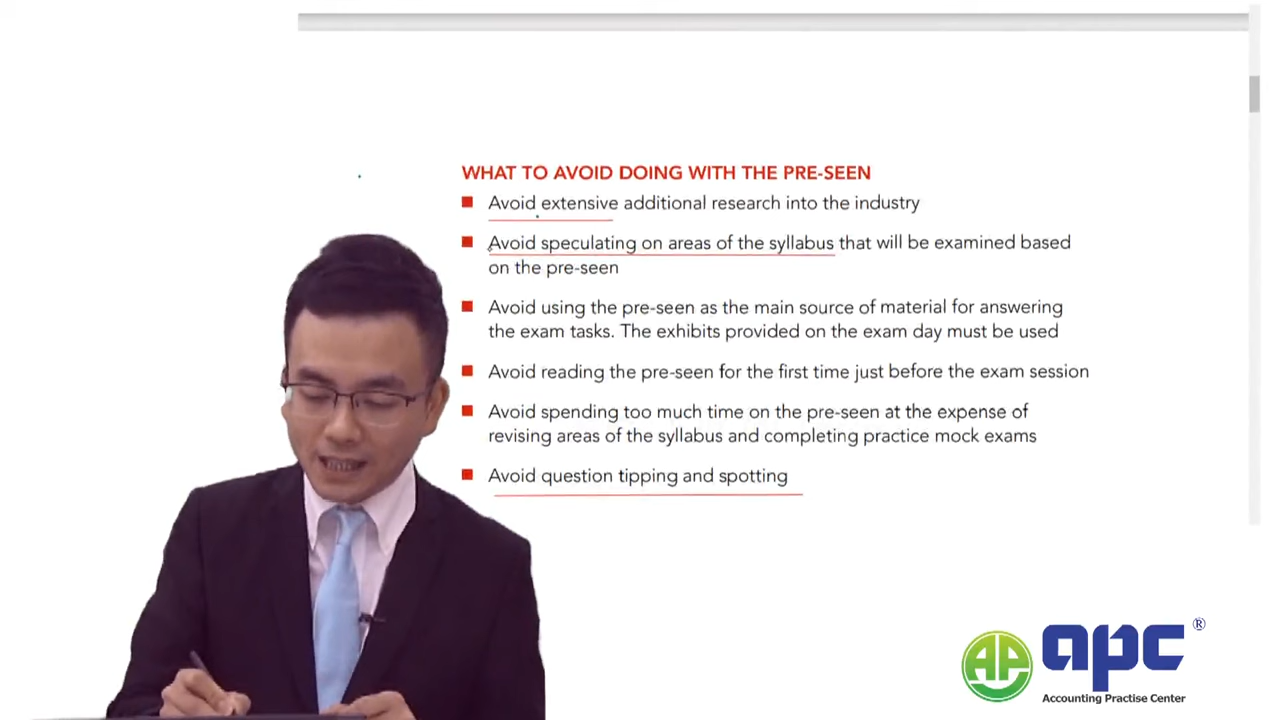 WHAT TO AVOID DOING WITH THE PRE-SEEN
Avoid extensive additional research into the industry
Avoid speculating on areas of the syllabus that will be examined based
on the pre-seen
Avoid using the pre-seen as the main source of material for answering
the exam tasks. The exhibits provided on the exam day must be used
Avoid reading the pre-seen for the first time just before the exam session
Avoid spending too much time on the pre-seen at the expense of
revising areas of the syllabus and completing practice mock exams
Avoid question tipping and spotting
AP apc ®
Accounting Practise Center